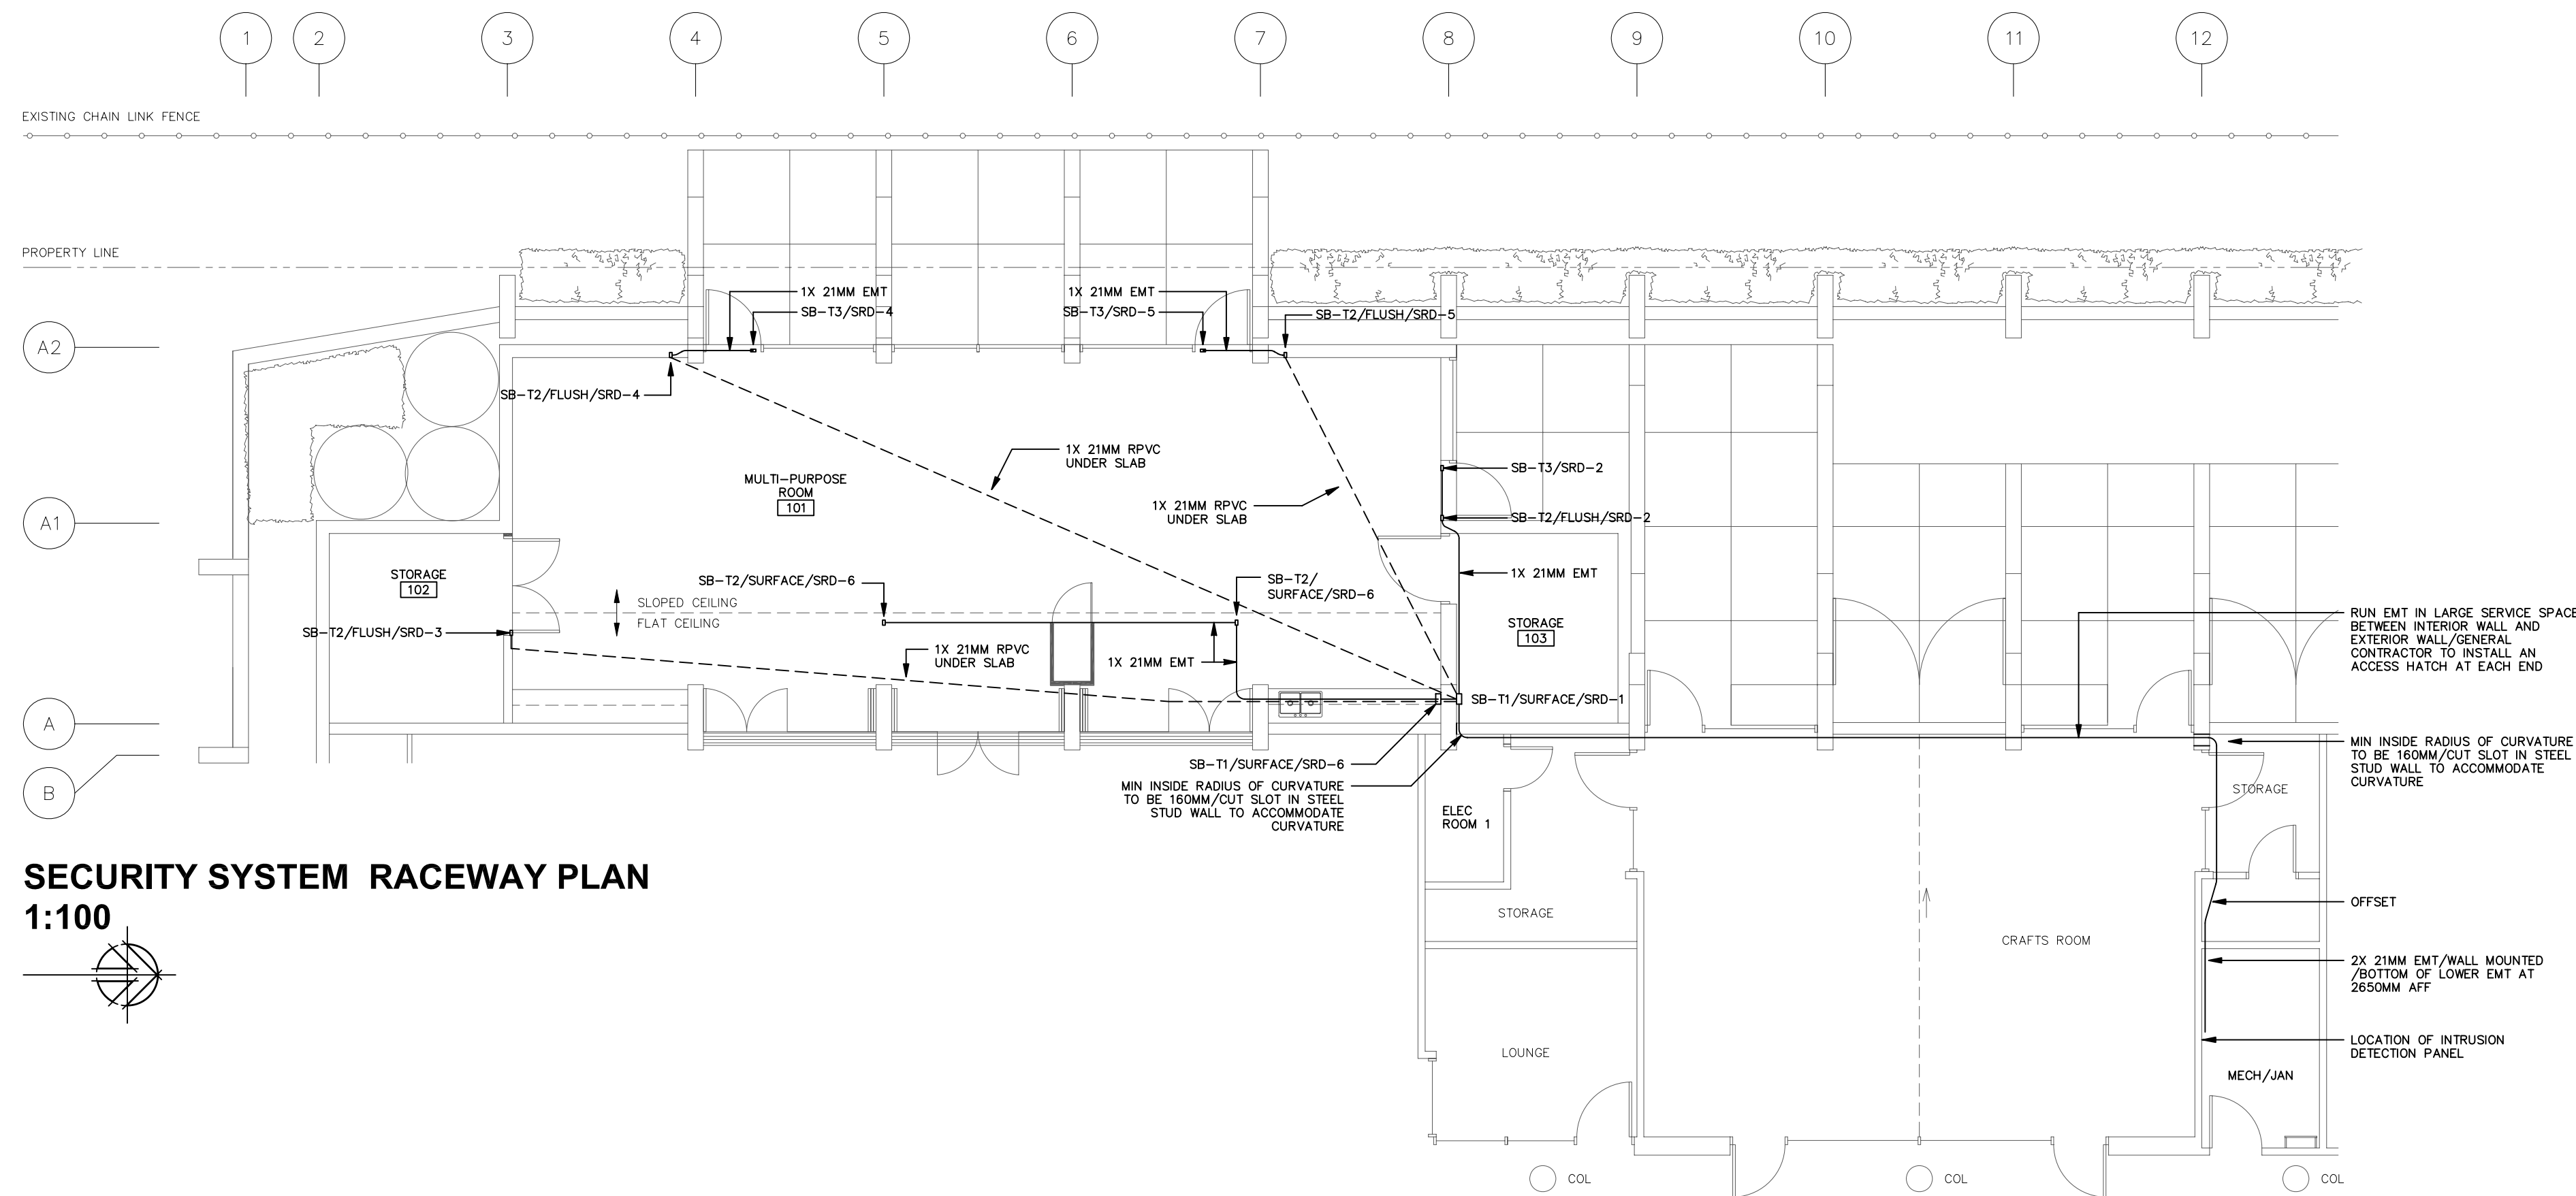 1
2
3
4
5
6
7
8
9
10
11
12
EXISTING CHAIN LINK FENCE
PROPERTY LINE
A2
A1
A
B
1X 21MM EMT
SB-T3/SRD-4
1X 21MM EMT
SB-T3/SRD-5
SB-T2/FLUSH/SRD-5
SB-T2/FLUSH/SRD-4
1X 21MM RPVC
UNDER SLAB
MULTI-PURPOSE
ROOM
101
1X 21MM RPVC
UNDER SLAB
SB-T3/SRD-2
SB-T2/FLUSH/SRD-2
STORAGE
102
SB-T2/SURFACE/SRD-6
SB-T2/
SURFACE/SRD-6
1X 21MM EMT
SLOPED CEILING
FLAT CEILING
SB-T2/FLUSH/SRD-3
1X 21MM RPVC
UNDER SLAB
1X 21MM EMT
STORAGE
103
RUN EMT IN LARGE SERVICE SPACE
BETWEEN INTERIOR WALL AND
EXTERIOR WALL/GENERAL
CONTRACTOR TO INSTALL AN
ACCESS HATCH AT EACH END
SB-T1/SURFACE/SRD-1
SB-T1/SURFACE/SRD-6
MIN INSIDE RADIUS OF CURVATURE
TO BE 160MM/CUT SLOT IN STEEL
STUD WALL TO ACCOMMODATE
CURVATURE
MIN INSIDE RADIUS OF CURVATURE
TO BE 160MM/CUT SLOT IN STEEL
STUD WALL TO ACCOMMODATE
CURVATURE
STORAGE
ELEC
ROOM 1
SECURITY SYSTEM RACEWAY PLAN
1:100
STORAGE
OFFSET
CRAFTS ROOM
2X 21MM EMT/WALL MOUNTED
/BOTTOM OF LOWER EMT AT
2650MM AFF
LOUNGE
LOCATION OF INTRUSION
DETECTION PANEL
MECH/JAN
COL
COL
COL